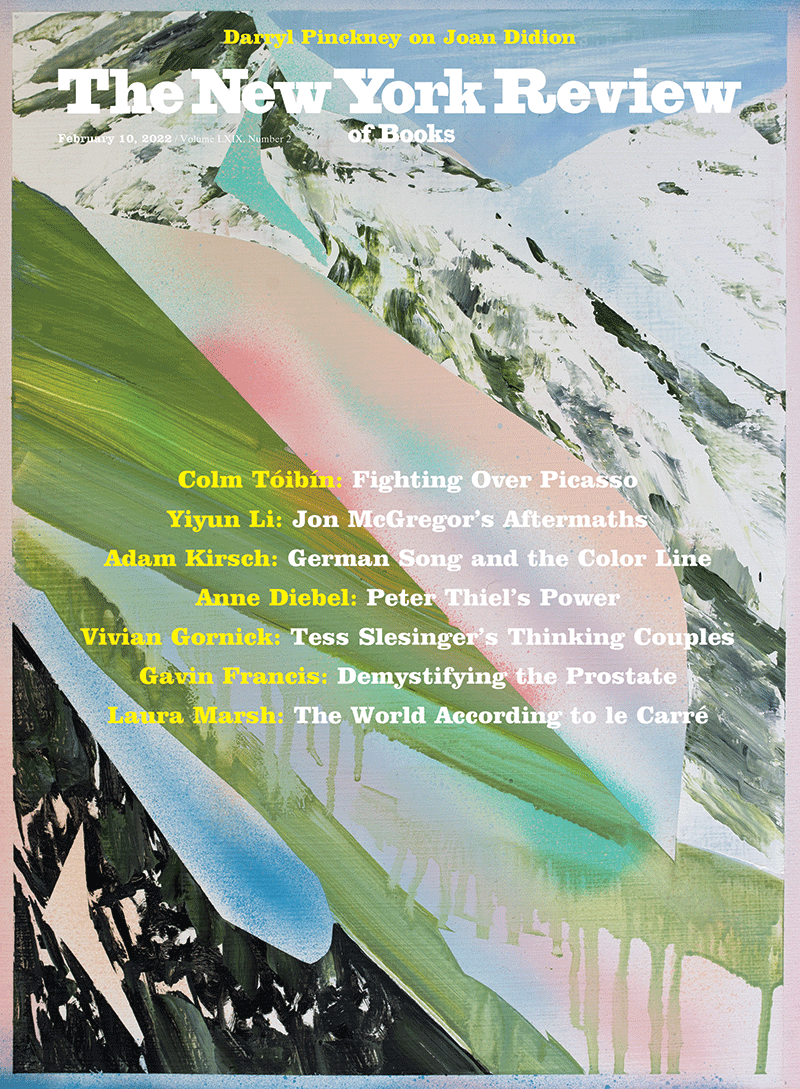 Darryl Pinckney on Joan Didion
The New York Review
of Books
February 10, 2022 / Volume LXIX, Number 2
Colm Tóibín: Fighting Over Picasso
Yiyun Li: Jon McGregor's Aftermaths
Adam Kirsch: German Song and the Color Line
Anne Diebel: Peter Thiel's Power
Vivian Gornick: Tess Slesinger's Thinking Couples
Gavin Francis: Demystifying the Prostate
Laura Marsh: The World According to le Carré